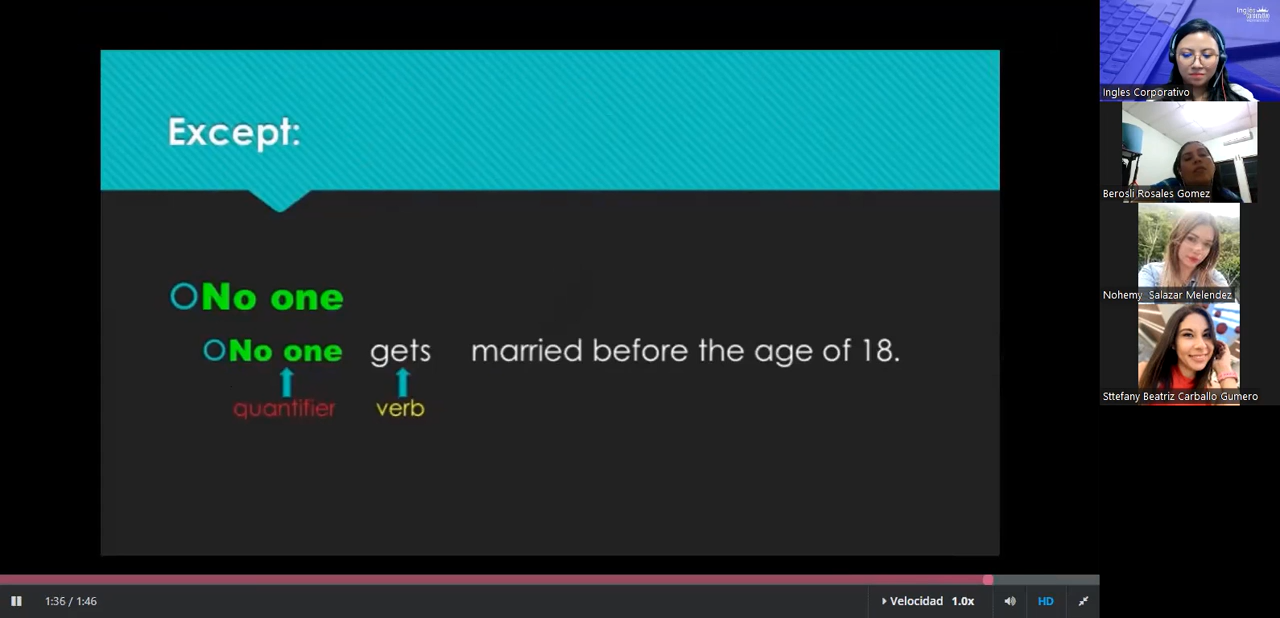 Except:
No one
No one gets married before the age of 18.
quantifier verb
1:36 / 1:46
Velocidad 1.0x
HD
Ingles
Ingles Corporativo
Berosli Rosales Gomez
Nohemy Salazar Melendez
Sttefany Beatriz Carballo Gumero